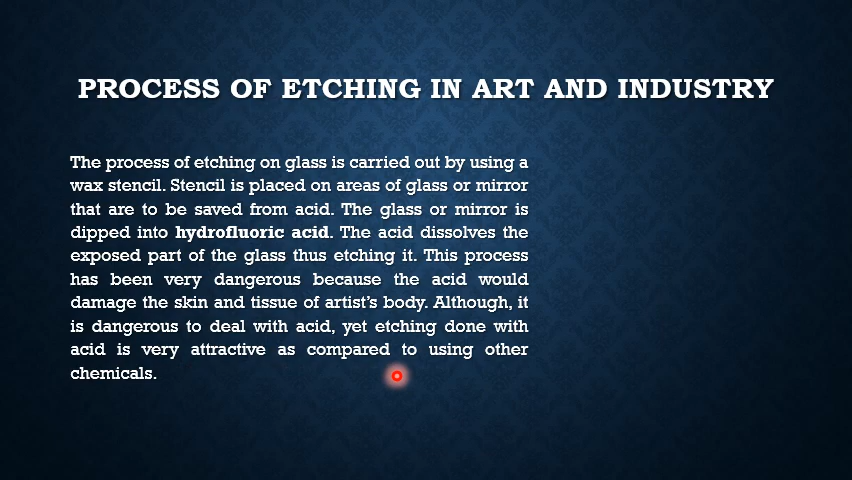 PROCESS OF ETCHING IN ART AND INDUSTRY
The process of etching on glass is carried out by using a
wax stencil. Stencil is placed on areas of glass or mirror
that are to be saved from acid. The glass or mirror is
dipped into hydrofluoric acid. The acid dissolves the
exposed part of the glass thus etching it. This process
has been very dangerous because the acid would
damage the skin and tissue of artist's body. Although, it
is dangerous to deal with acid, yet etching done with
acid is very attractive as compared to using other
chemicals.